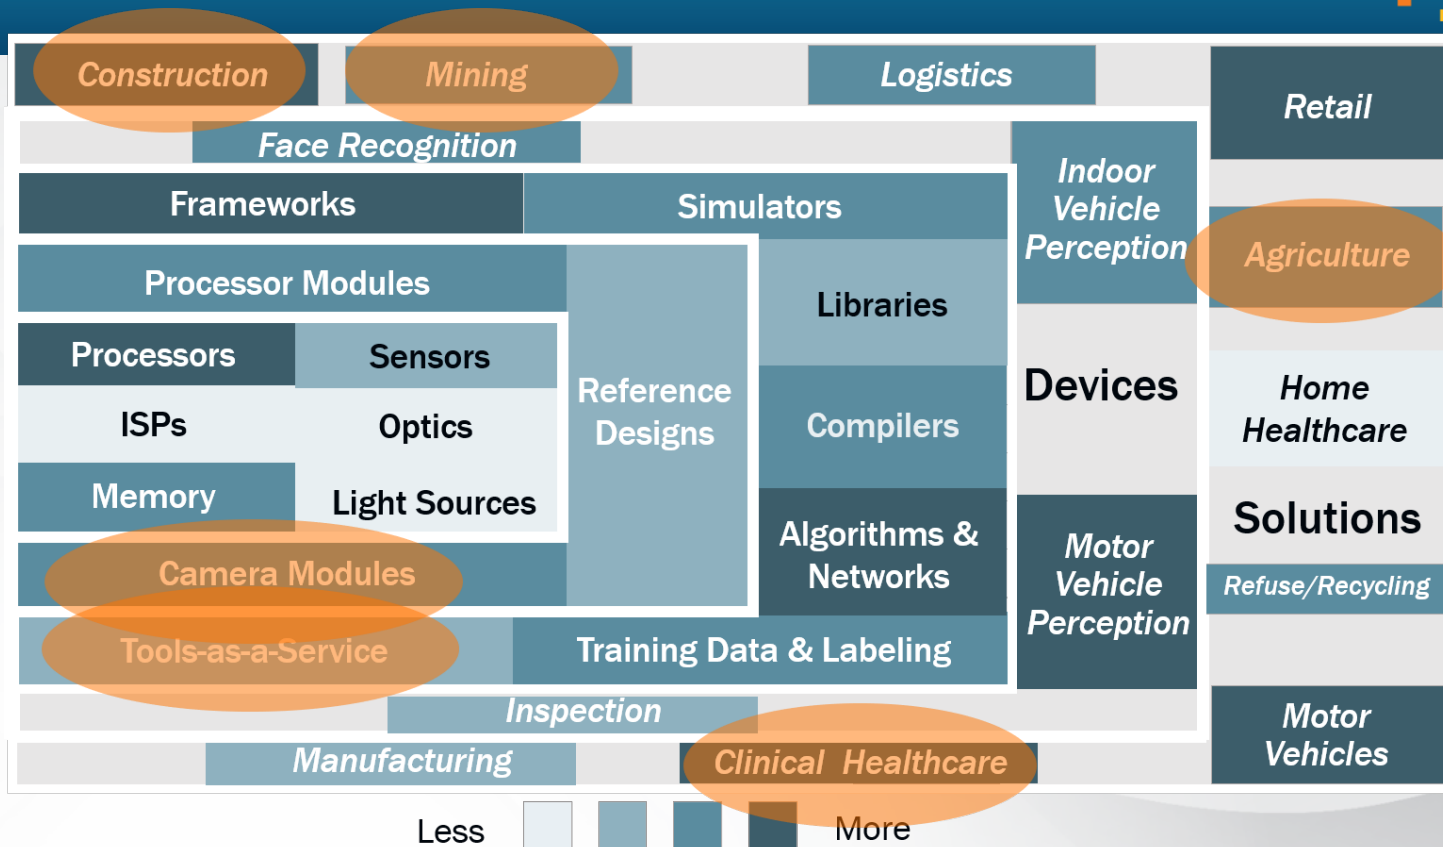 Construction
Mining
Logistics
Retail
Face Recognition
Indoor
Vehicle
Perception
Frameworks
Simulators
Agriculture
Processor Modules
Libraries
Processors
Sensors
Reference
Designs
Devices
Home
Healthcare
ISPs
Optics
Compilers
Memory
Light Sources
Solutions
Algorithms &
Networks
Motor
Vehicle
Perception
Camera Modules
Refuse/Recycling
Tools-as-a-Service
Training Data & Labeling
Inspection
Motor
Vehicles
Manufacturing
Clinical Healthcare
Less
More